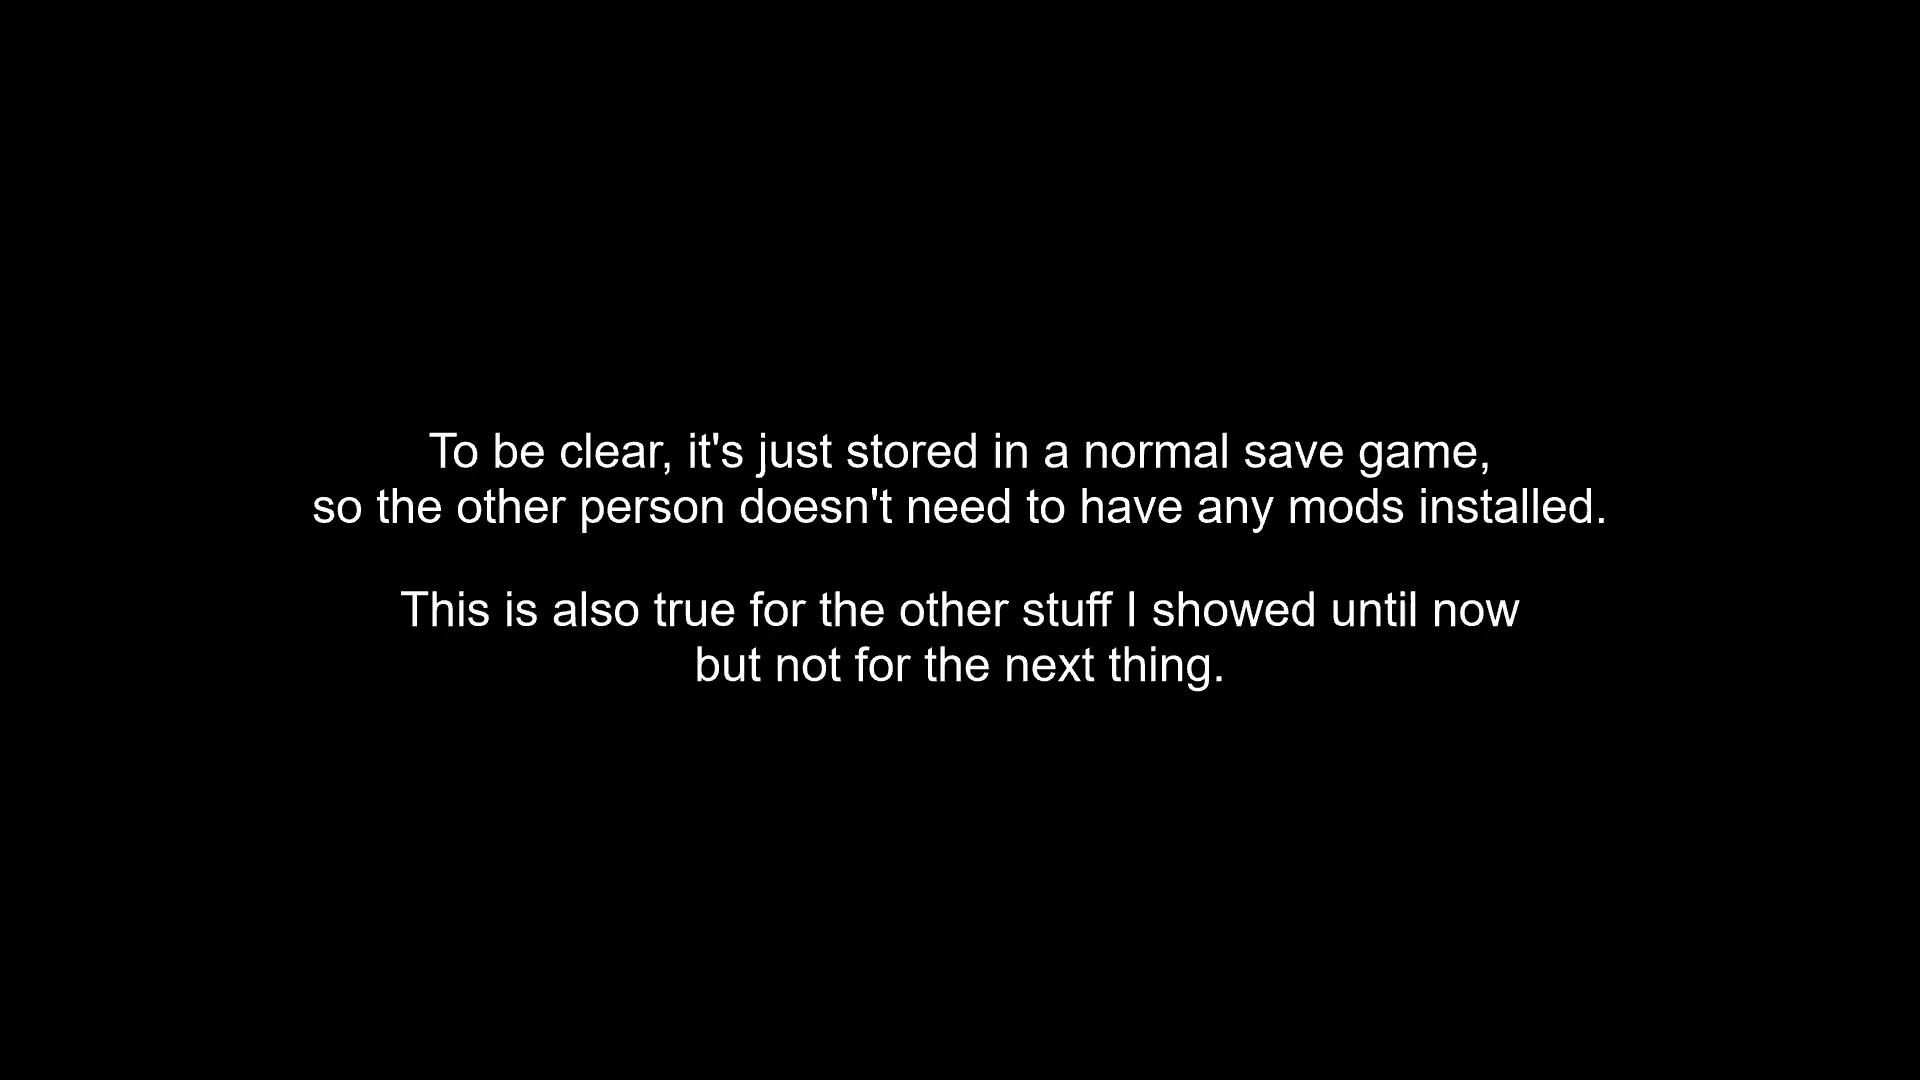 To be clear, it's just stored in a normal save game,
so the other person doesn't need to have any mods installed.
This is also true for the other stuff I showed until now
but not for the next thing.